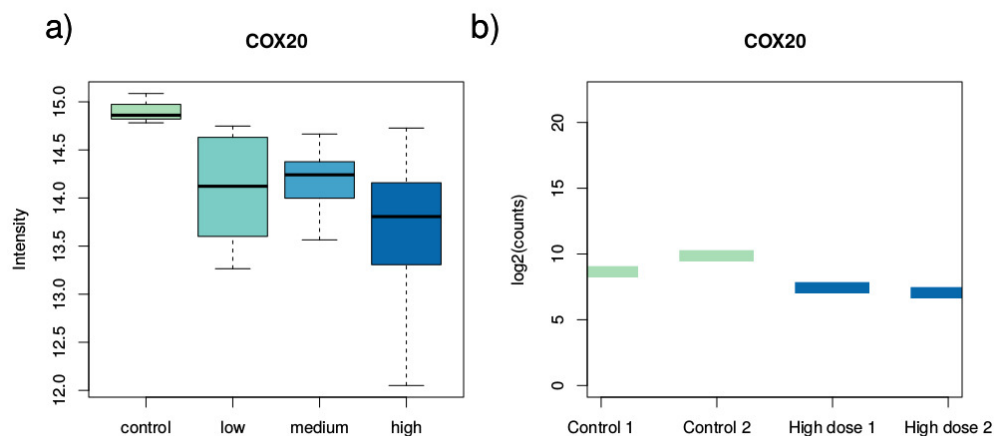 a)
COX20
Intensity
15.0
14.5
14.0
13.5
13.0
12.5
12.0
control low medium high
b)
COX20
log2(counts)
20
15
10
5
0
Control 1 Control 2 High dose 1 High dose 2